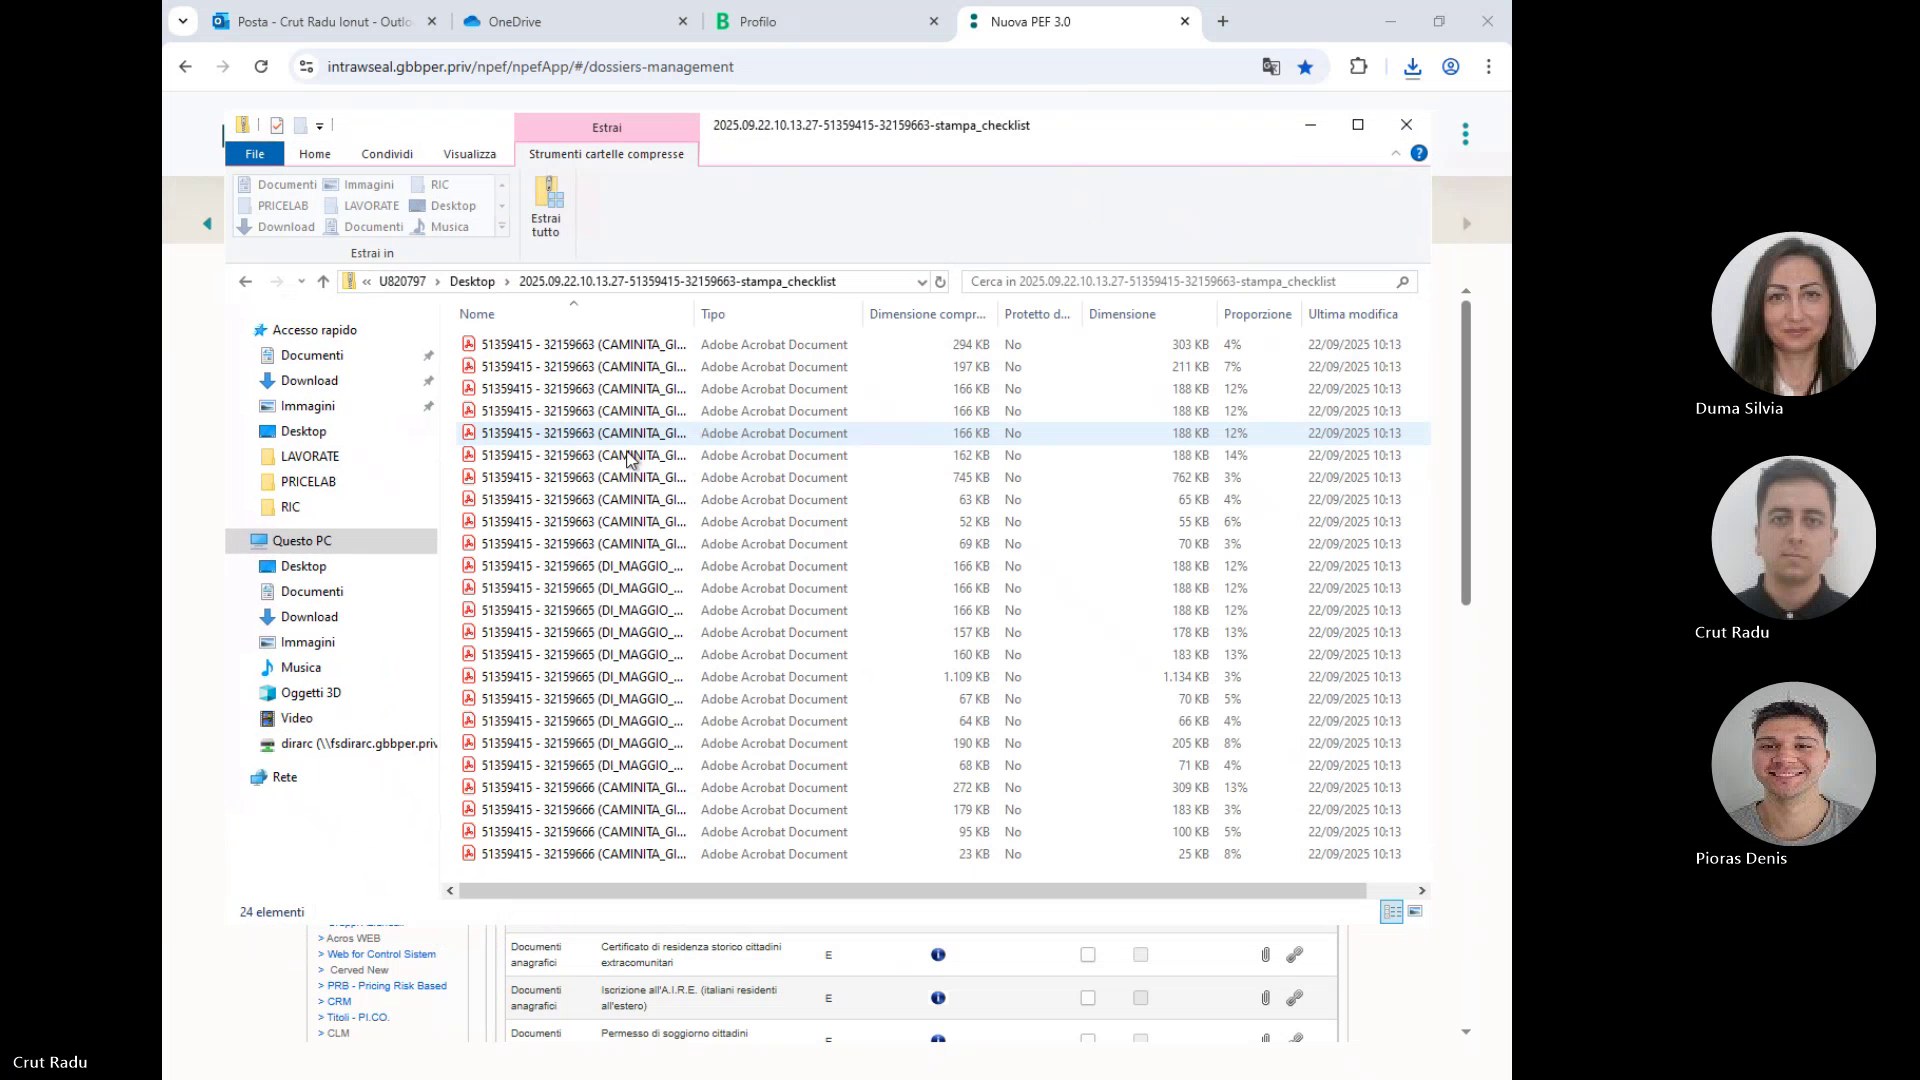 Posta - Crut Radu Ionut - Outlo
OneDrive
Profilo
Nuova PEF 3.0
intrawseal.gbbper.priv/npef/npefApp/#/dossiers-management
Estrai
2025.09.22.10.13.27-51359415-32159663-stampa_checklist
File
Home
Condividi
Visualizza
Strumenti cartelle compresse
Documenti
Immagini
RIC
PRICELAB
LAVORATE
Desktop
Download
Documenti
Musica
Estrai in
Estrai
tutto
« U820797 > Desktop > 2025.09.22.10.13.27-51359415-32159663-stampa_checklist
Cerca in 2025.09.22.10.13.27-51359415-32159663-stampa_checklist
Accesso rapido
Documenti
Download
Immagini
Desktop
LAVORATE
PRICELAB
RIC
Questo PC
Desktop
Documenti
Download
Immagini
Musica
Oggetti 3D
Video
dirarc (\\fsdirarc.gbbper.priv
Rete
Nome Tipo Dimensione compr... Protetto d... Dimensione Proporzione Ultima modifica
51359415 - 32159663 (CAMINITA_GI... Adobe Acrobat Document 294 KB No 303 KB 4% 22/09/2025 10:13
51359415 - 32159663 (CAMINITA_GI... Adobe Acrobat Document 197 KB No 211 KB 7% 22/09/2025 10:13
51359415 - 32159663 (CAMINITA_GI... Adobe Acrobat Document 166 KB No 188 KB 12% 22/09/2025 10:13
51359415 - 32159663 (CAMINITA_GI... Adobe Acrobat Document 166 KB No 188 KB 12% 22/09/2025 10:13
51359415 - 32159663 (CAMINITA_GI... Adobe Acrobat Document 166 KB No 188 KB 12% 22/09/2025 10:13
51359415 - 32159663 (CAMINITA_GI... Adobe Acrobat Document 162 KB No 188 KB 14% 22/09/2025 10:13
51359415 - 32159663 (CAMINITA_GI... Adobe Acrobat Document 745 KB No 762 KB 3% 22/09/2025 10:13
51359415 - 32159663 (CAMINITA_GI... Adobe Acrobat Document 63 KB No 65 KB 4% 22/09/2025 10:13
51359415 - 32159663 (CAMINITA_GI... Adobe Acrobat Document 52 KB No 55 KB 6% 22/09/2025 10:13
51359415 - 32159663 (CAMINITA_GI... Adobe Acrobat Document 69 KB No 70 KB 3% 22/09/2025 10:13
51359415 - 32159665 (DI_MAGGIO_... Adobe Acrobat Document 166 KB No 188 KB 12% 22/09/2025 10:13
51359415 - 32159665 (DI_MAGGIO_... Adobe Acrobat Document 166 KB No 188 KB 12% 22/09/2025 10:13
51359415 - 32159665 (DI_MAGGIO_... Adobe Acrobat Document 166 KB No 188 KB 12% 22/09/2025 10:13
51359415 - 32159665 (DI_MAGGIO_... Adobe Acrobat Document 157 KB No 178 KB 13% 22/09/2025 10:13
51359415 - 32159665 (DI_MAGGIO_... Adobe Acrobat Document 160 KB No 183 KB 13% 22/09/2025 10:13
51359415 - 32159665 (DI_MAGGIO_... Adobe Acrobat Document 1.109 KB No 1.134 KB 3% 22/09/2025 10:13
51359415 - 32159665 (DI_MAGGIO_... Adobe Acrobat Document 67 KB No 70 KB 5% 22/09/2025 10:13
51359415 - 32159665 (DI_MAGGIO_... Adobe Acrobat Document 64 KB No 66 KB 4% 22/09/2025 10:13
51359415 - 32159665 (DI_MAGGIO_... Adobe Acrobat Document 190 KB No 205 KB 8% 22/09/2025 10:13
51359415 - 32159665 (DI_MAGGIO_... Adobe Acrobat Document 68 KB No 71 KB 4% 22/09/2025 10:13
51359415 - 32159666 (CAMINITA_GI... Adobe Acrobat Document 272 KB No 309 KB 13% 22/09/2025 10:13
51359415 - 32159666 (CAMINITA_GI... Adobe Acrobat Document 179 KB No 183 KB 3% 22/09/2025 10:13
51359415 - 32159666 (CAMINITA_GI... Adobe Acrobat Document 95 KB No 100 KB 5% 22/09/2025 10:13
51359415 - 32159666 (CAMINITA_GI... Adobe Acrobat Document 23 KB No 25 KB 8% 22/09/2025 10:13
24 elementi
> Acros WEB
> Web for Control Sistem
> Cerved New
> PRB - Pricing Risk Based
> CRM
> Titoli - PI.CO.
> CLM
Documenti
anagrafici
Certificato di residenza storico cittadini
extracomunitari
E
Documenti
anagrafici
Iscrizione all'A.I.R.E. (italiani residenti
all'estero)
E
Documenti
Permesso di soggiorno cittadini
Duma Silvia
Crut Radu
Pioras Denis
Crut Radu